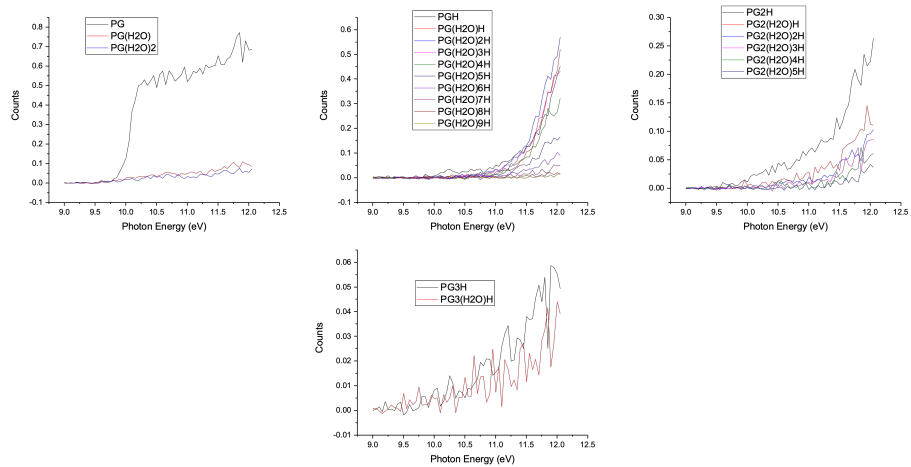 PG
PG(H2O)
PG(H2O)2
0.8
0.7
0.6
0.5
0.4
0.3
0.2
0.1
0.0
-0.1
Counts
9.0 9.5 10.0 10.5 11.0 11.5 12.0 12.5
Photon Energy (eV)
PGH
PG(H2O)H
PG(H2O)2H
PG(H2O)3H
PG(H2O)4H
PG(H2O)5H
PG(H2O)6H
PG(H2O)7H
PG(H2O)8H
PG(H2O)9H
0.6
0.5
0.4
0.3
0.2
0.1
0.0
-0.1
Counts
9.0 9.5 10.0 10.5 11.0 11.5 12.0 12.5
Photon Energy (eV)
PG2H
PG2(H2O)H
PG2(H2O)2H
PG2(H2O)3H
PG2(H2O)4H
PG2(H2O)5H
0.30
0.25
0.20
0.15
0.10
0.05
0.00
Counts
9.0 9.5 10.0 10.5 11.0 11.5 12.0 12.5
Photon Energy (eV)
PG3H
PG3(H2O)H
0.06
0.05
0.04
0.03
0.02
0.01
0.00
-0.01
Counts
9.0 9.5 10.0 10.5 11.0 11.5 12.0 12.5
Photon Energy (eV)